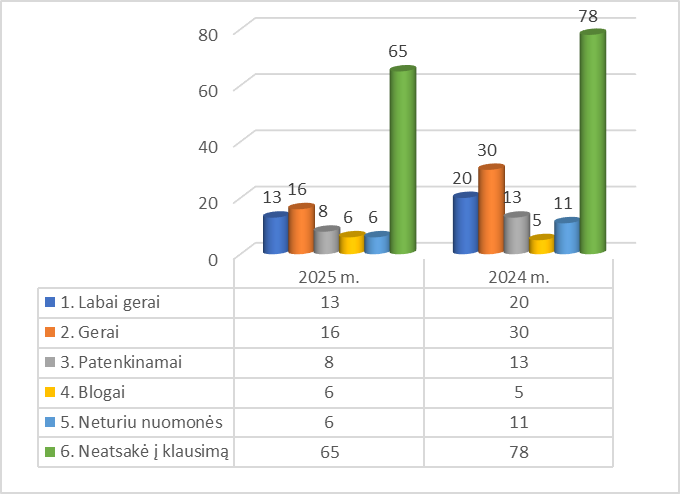 80
60
40
20
0
13 16 8 6 6 65
20 30 13 5 11 78
2025 m. 2024 m.
1. Labai gerai 13 20
2. Gerai 16 30
3. Patenkinamai 8 13
4. Blogai 6 5
5. Neturiu nuomonės 6 11
6. Neatsakė į klausimą 65 78